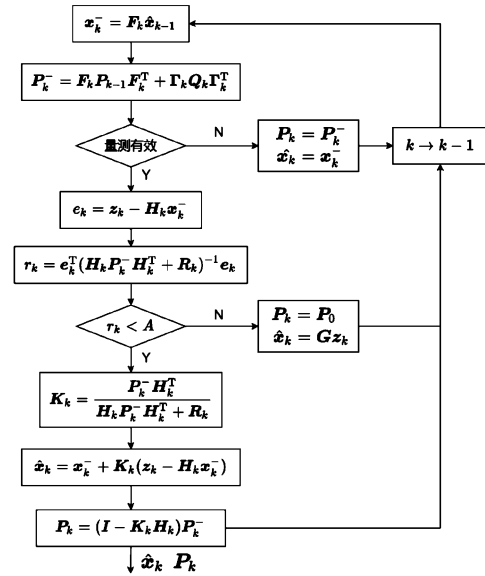 x_k^- = F_k x̂_{k-1}
P_k^- = F_k P_{k-1} F_k^T + Γ_k Q_k Γ_k^T
量测有效
N
P_k = P_k^-
x̂_k = x_k^-
k → k − 1
Y
e_k = z_k − H_k x_k^-
r_k = e_k^T (H_k P_k^- H_k^T + R_k)^{-1} e_k
r_k < A
N
P_k = P_0
x̂_k = G z_k
Y
K_k = P_k^- H_k^T / (H_k P_k^- H_k^T + R_k)
x̂_k = x_k^- + K_k (z_k − H_k x_k^-)
P_k = (I − K_k H_k) P_k^-
x̂_k P_k